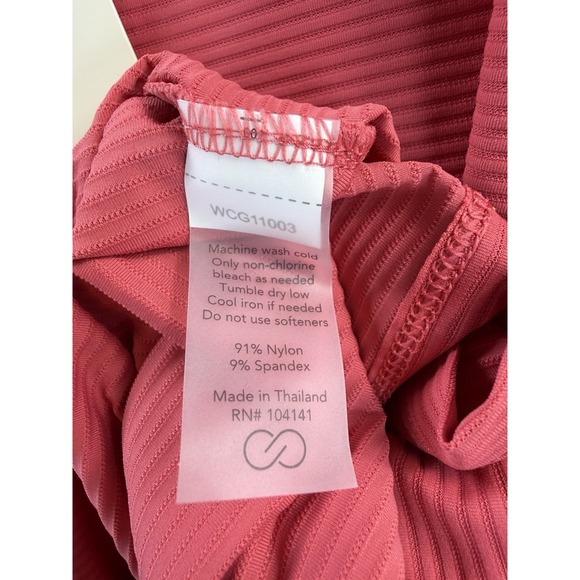 WCG11003
Machine wash cold
Only non-chlorine
bleach as needed
Tumble dry low
Cool iron if needed
Do not use softeners
91% Nylon
9% Spandex
Made in Thailand
RN# 104141